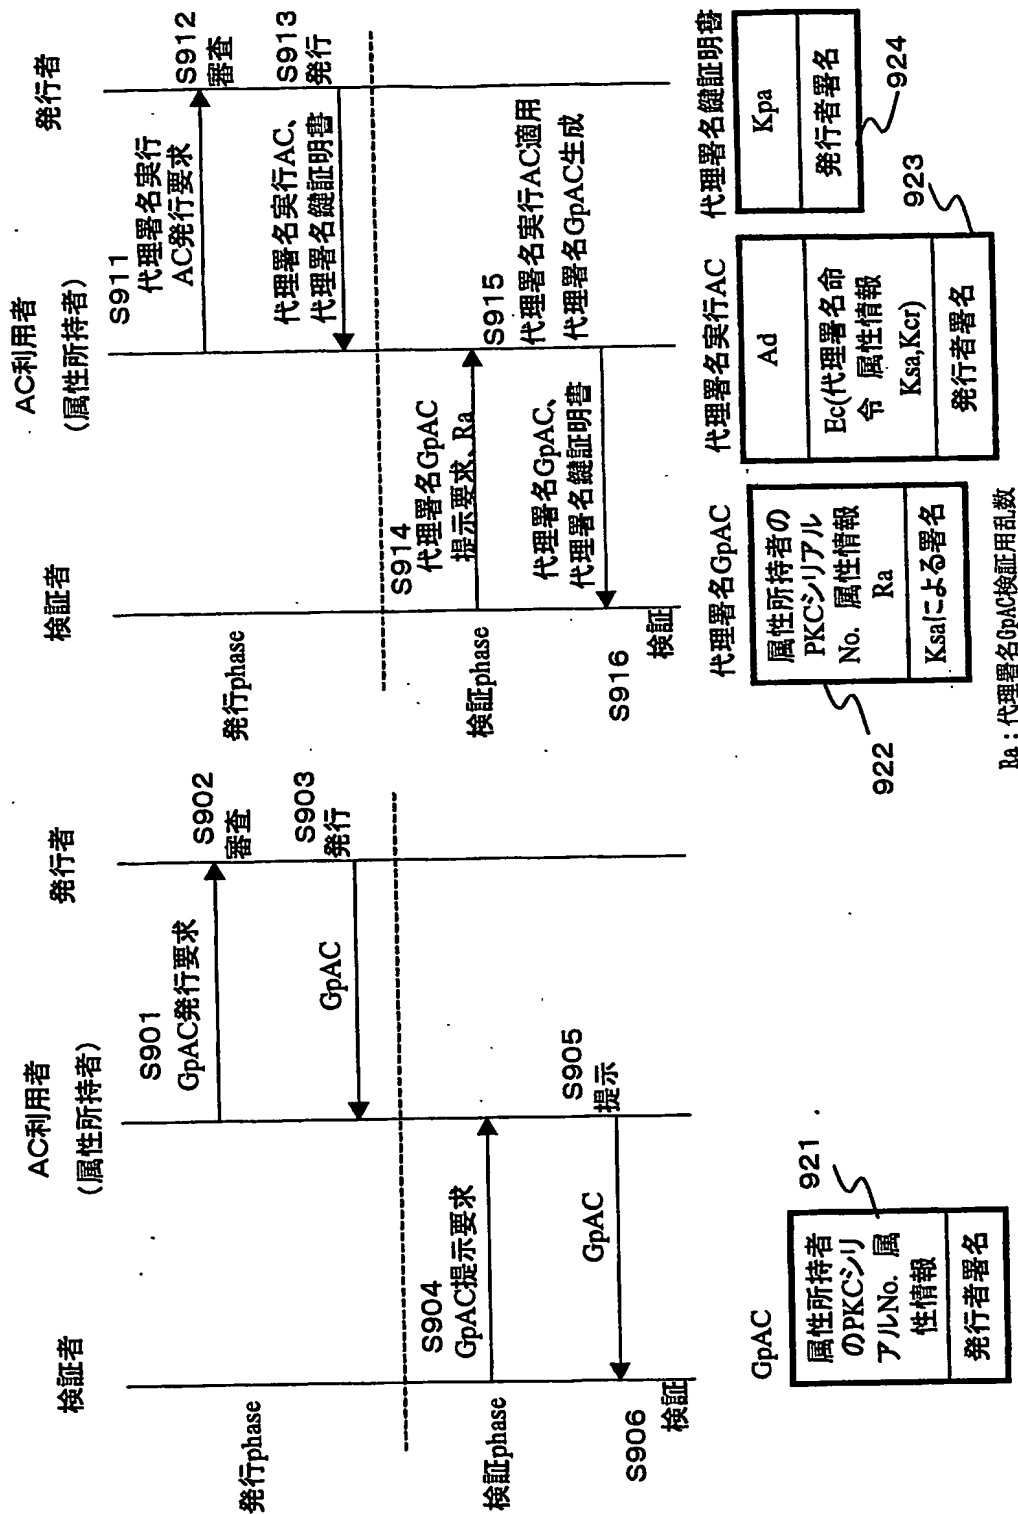 検証者
AC利用者
(属性所持者)
発行者
発行phase
S901
GpAC発行要求
S902
審査
S903
発行
GpAC
検証phase
S904
GpAC提示要求
S905
提示
GpAC
S906
検証
GpAC
属性所持者
のPKCシリ
アルNo. 属
性情報
発行者署名
921
検証者
AC利用者
(属性所持者)
発行者
発行phase
S911
代理署名実行
AC発行要求
S912
審査
S913
発行
代理署名実行AC、
代理署名鍵証明書
検証phase
S914
代理署名GpAC
提示要求、Ra
S915
代理署名実行AC適用
代理署名GpAC生成
代理署名GpAC、
代理署名鍵証明書
S916
検証
代理署名GpAC
属性所持者の
PKCシリアル
No. 属性情報
Ra
Ksaによる署名
922
代理署名実行AC
Ad
Ec(代理署名命
令 属性情報
Ksa,Kcr)
発行者署名
923
代理署名鍵証明書
Kpa
発行者署名
924
Ra：代理署名GpAC検証用乱数